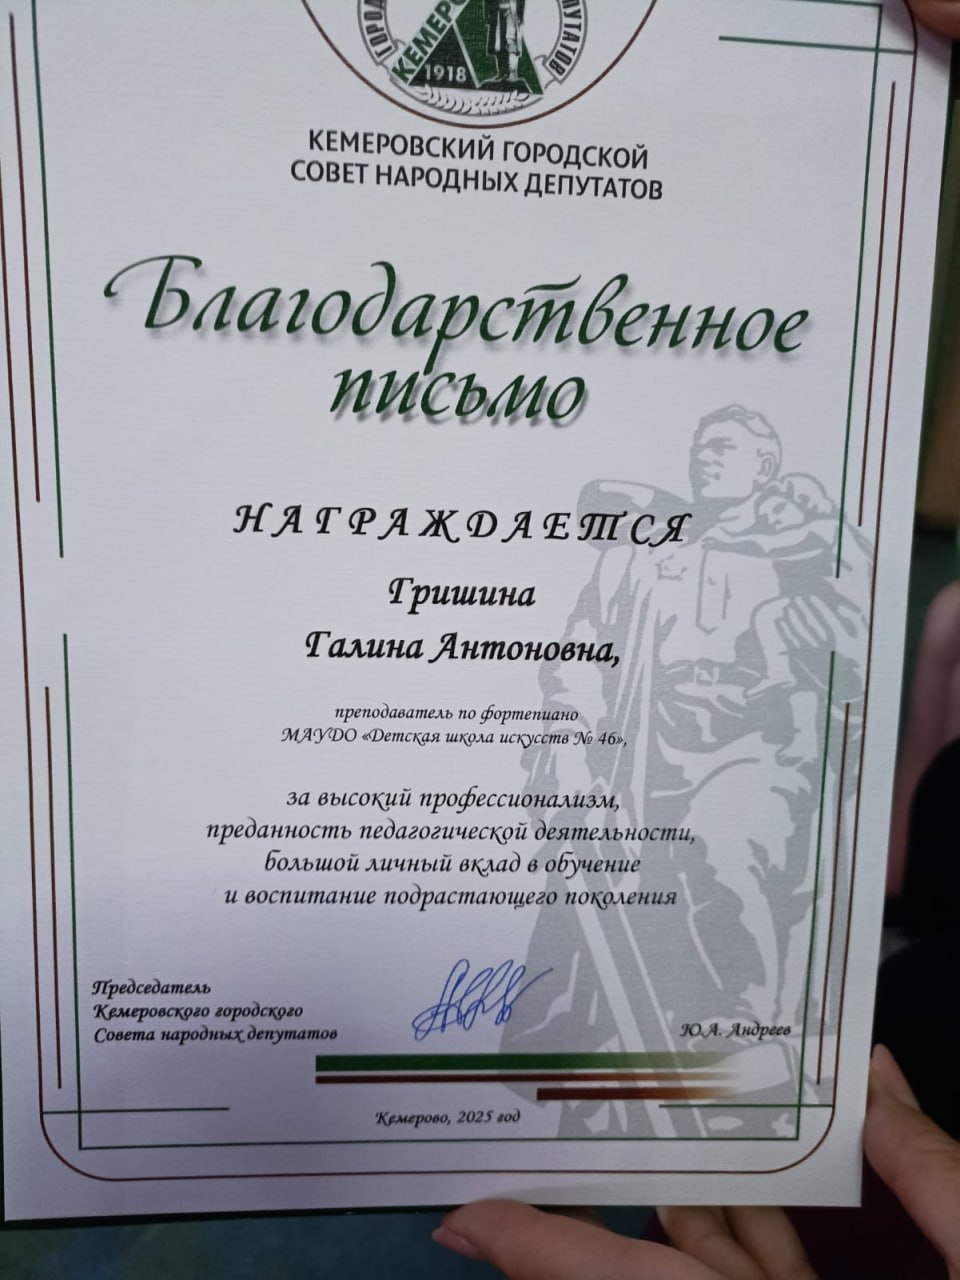 КЕМЕРО
1918
КЕМЕРОВСКИЙ ГОРОДСКОЙ
СОВЕТ НАРОДНЫХ ДЕПУТАТОВ
Благодарственное
письмо
НАГРАЖДАЕТСЯ
Гришина
Галина Антоновна,
преподаватель по фортепиано
МАУДО «Детская школа искусств № 46»,
за высокий профессионализм,
преданность педагогической деятельности,
большой личный вклад в обучение
и воспитание подрастающего поколения
Председатель
Кемеровского городского
Совета народных депутатов
Ю.А. Андреев
Кемерово, 2025 год